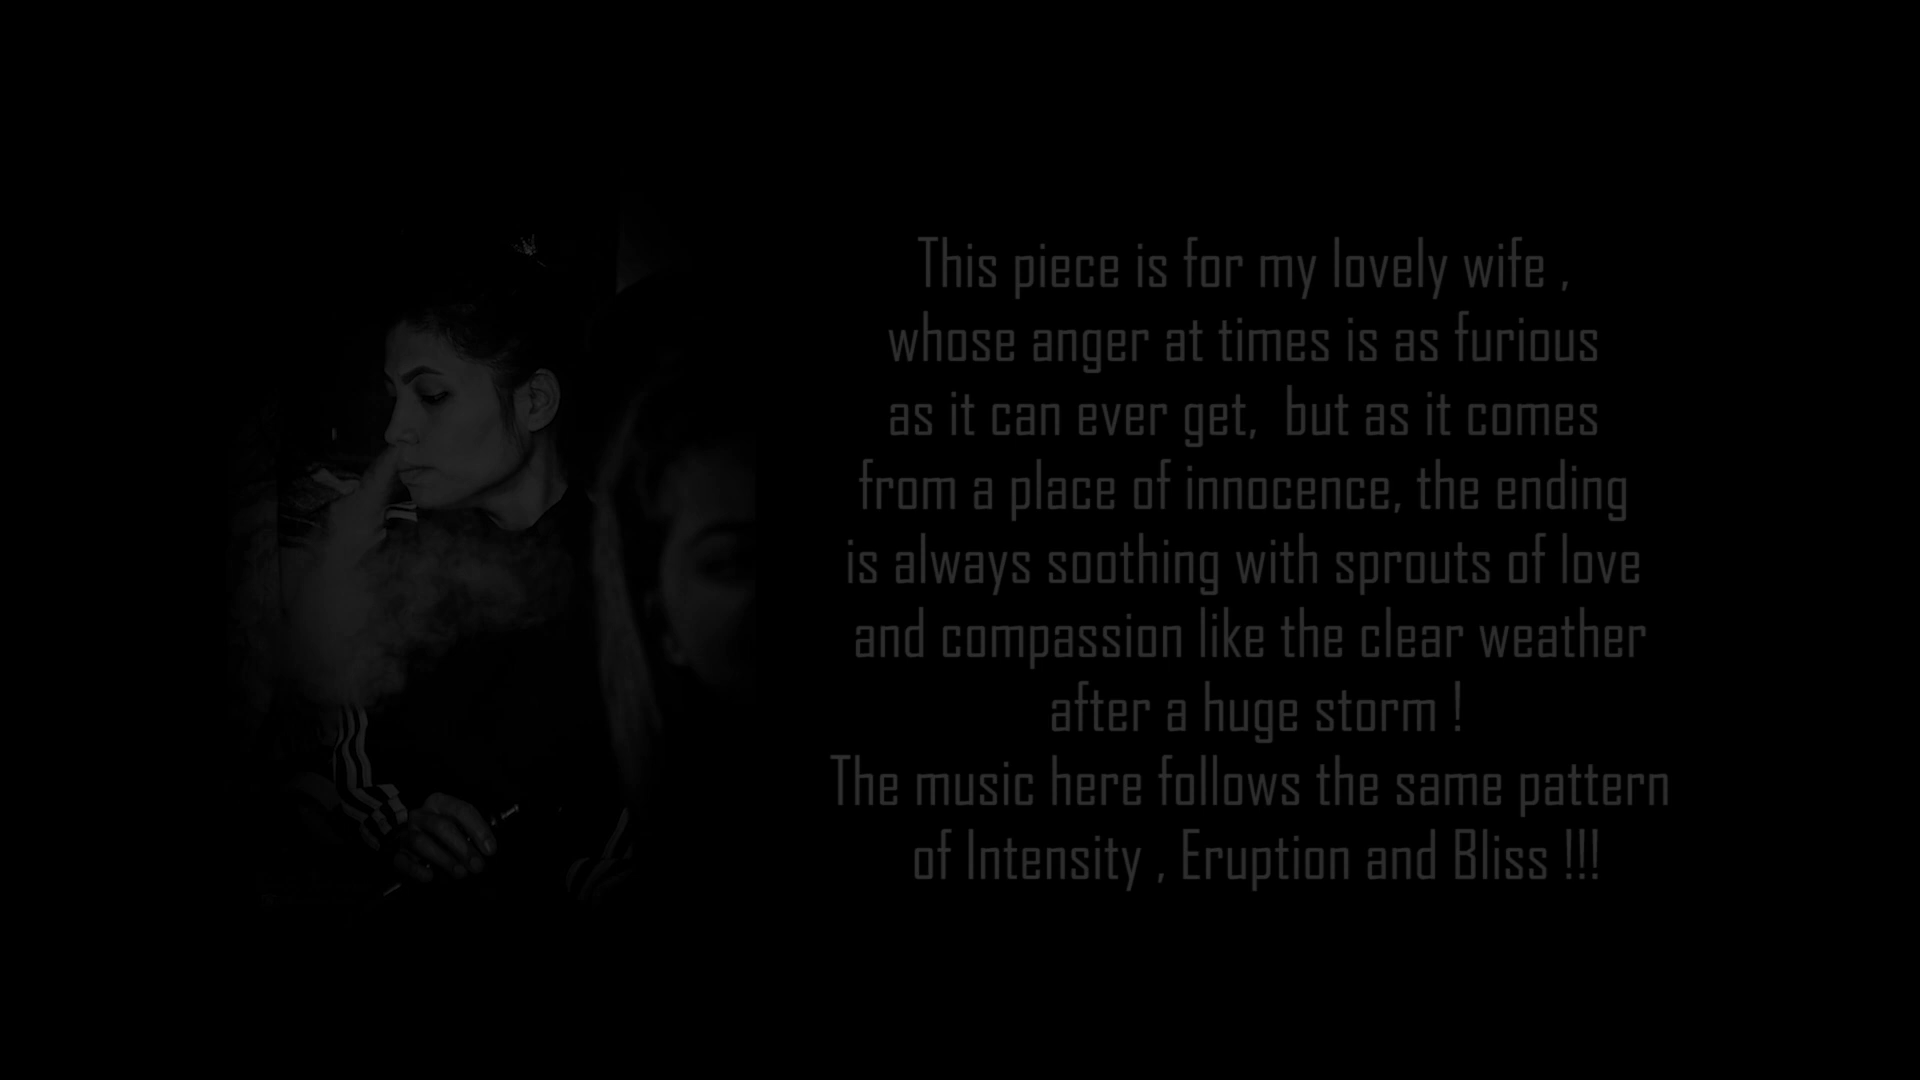 This piece is for my lovely wife ,
whose anger at times is as furious
as it can ever get, but as it comes
from a place of innocence, the ending
is always soothing with sprouts of love
and compassion like the clear weather
after a huge storm !
The music here follows the same pattern
of Intensity , Eruption and Bliss !!!